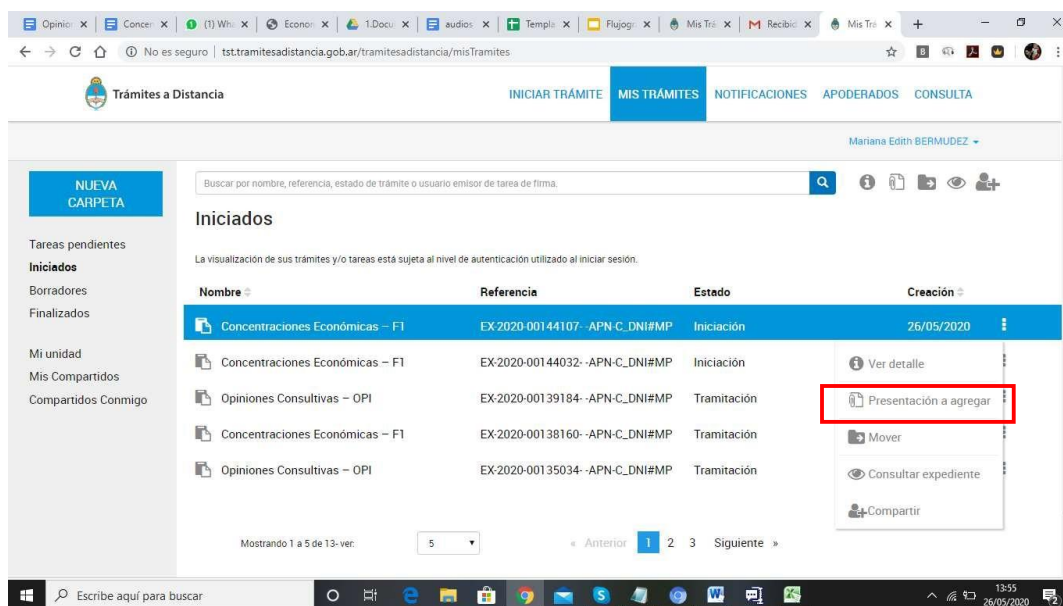 Opinion
Concen
(1) Wh
Econon
1.Docu
audios
Templa
Flujogr
Mis Trá
Recibid
Mis Trá
No es seguro | tst.tramitesadistancia.gob.ar/tramitesadistancia/misTramites
Trámites a Distancia
INICIAR TRÁMITE
MIS TRÁMITES
NOTIFICACIONES
APODERADOS
CONSULTA
Mariana Edith BERMUDEZ
NUEVA
CARPETA
Buscar por nombre, referencia, estado de trámite o usuario emisor de tarea de firma.
Iniciados
Tareas pendientes
Iniciados
Borradores
Finalizados
Mi unidad
Mis Compartidos
Compartidos Conmigo
La visualización de sus trámites y/o tareas está sujeta al nivel de autenticación utilizado al iniciar sesión.
Nombre Referencia Estado Creación
Concentraciones Económicas – F1 EX-2020-00144107- -APN-C_DNI#MP Iniciación 26/05/2020
Concentraciones Económicas – F1 EX-2020-00144032- -APN-C_DNI#MP Iniciación
Opiniones Consultivas – OPI EX-2020-00139184- -APN-C_DNI#MP Tramitación
Concentraciones Económicas – F1 EX-2020-00138160- -APN-C_DNI#MP Tramitación
Opiniones Consultivas – OPI EX-2020-00135034- -APN-C_DNI#MP Tramitación
Ver detalle
Presentación a agregar
Mover
Consultar expediente
Compartir
Mostrando 1 a 5 de 13- ver: 5
« Anterior 1 2 3 Siguiente »
Escribe aquí para buscar
13:55
26/05/2020